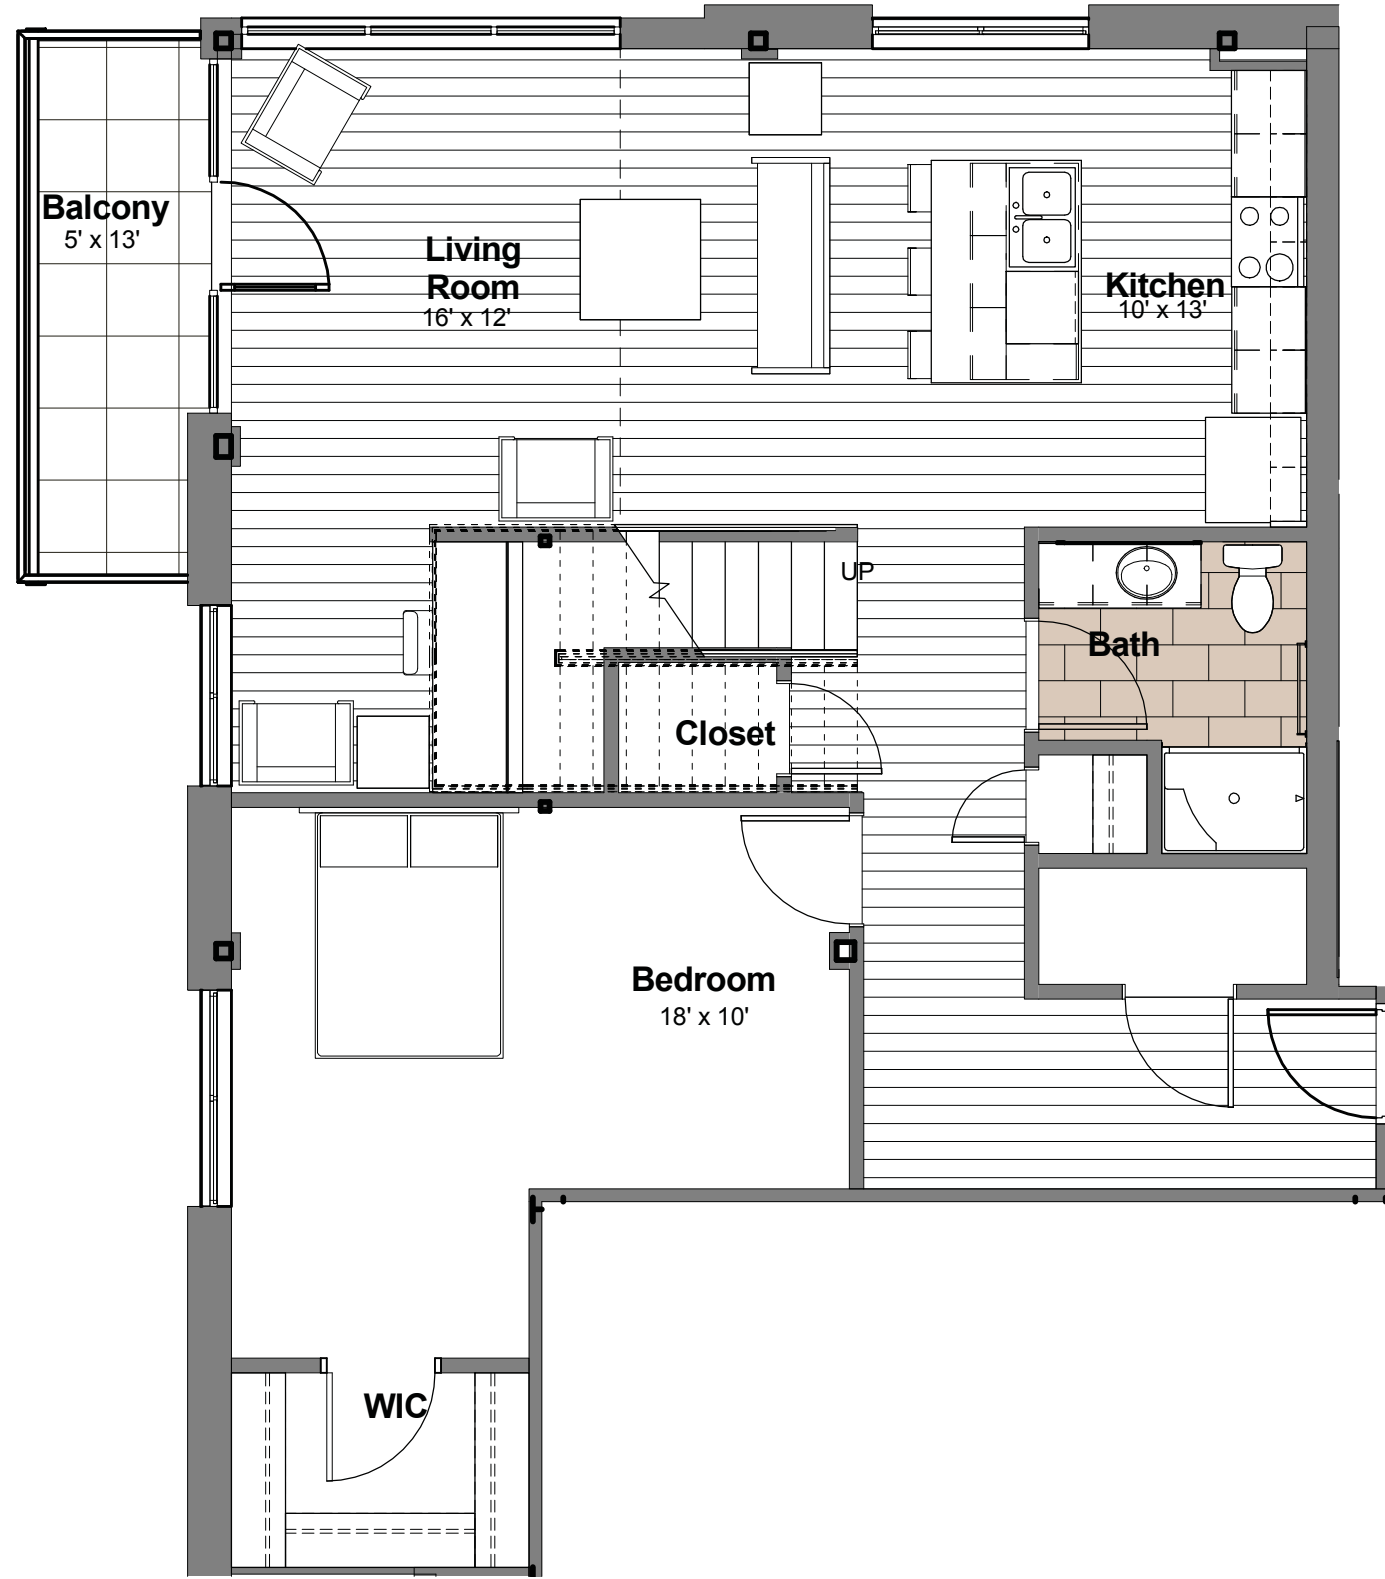 Balcony
5' x 13'
Living
Room
16' x 12'
Kitchen
10' x 13'
UP
Bath
Closet
Bedroom
18' x 10'
WIC